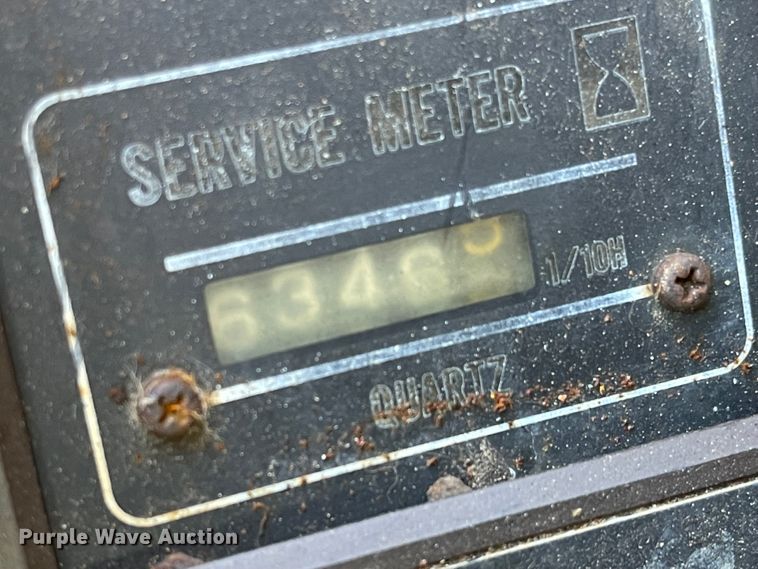 SERVICE METER
6346 1/10H
QUARTZ
Purple Wave Auction